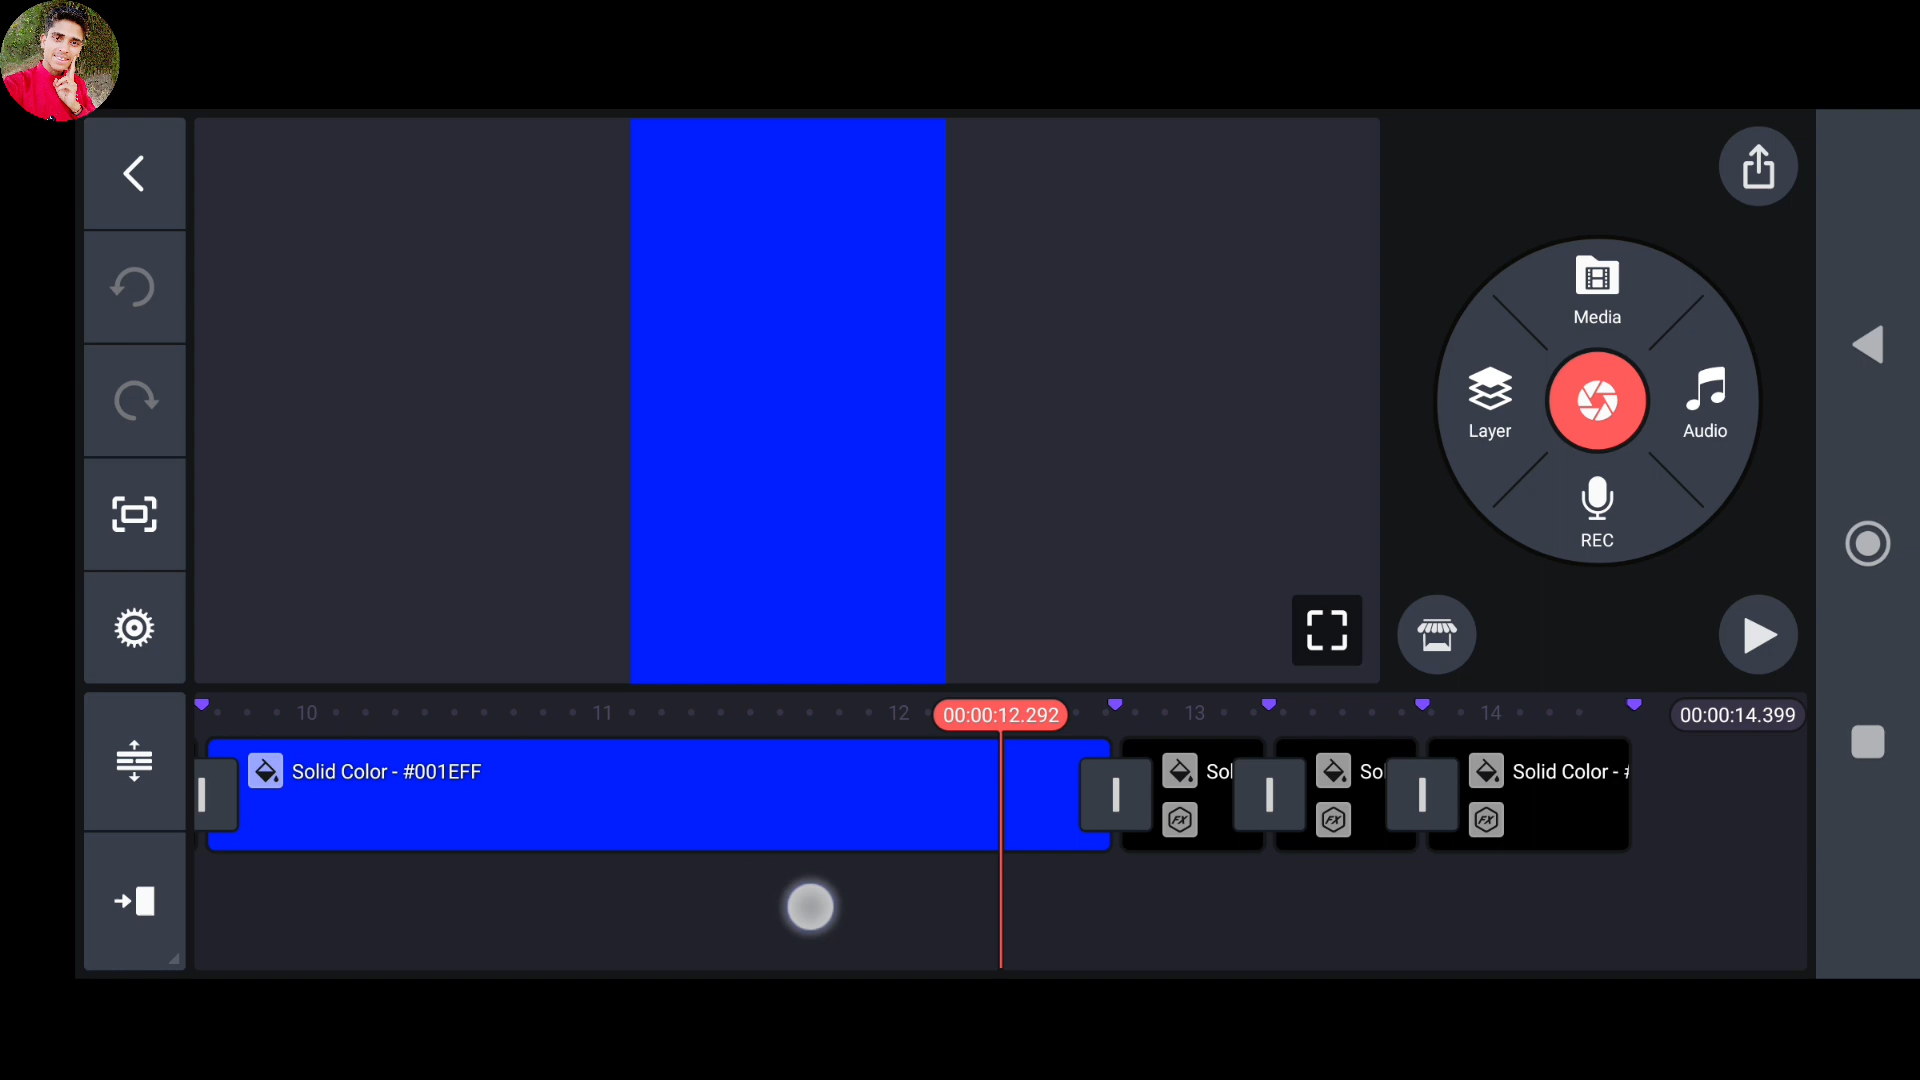 Media
Layer
Audio
REC
10
11
12
00:00:12.292
13
14
00:00:14.399
Solid Color - #001EFF
Sol
So
Solid Color - #
FX
FX
FX